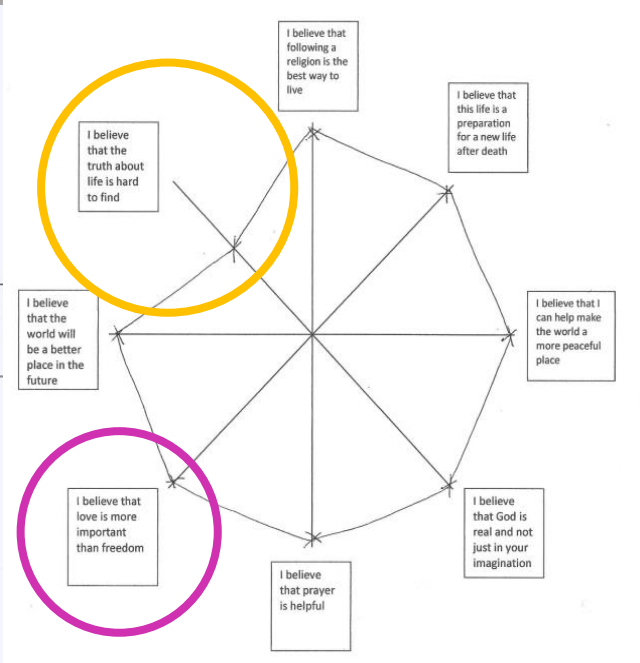 I believe that
following a
religion is the
best way to
live
I believe that
this life is a
preparation
for a new life
after death
I believe
that the
truth about
life is hard
to find
I believe
that the
world will
be a better
place in the
future
I believe that I
can help make
the world a
more peaceful
place
I believe that
love is more
important
than freedom
I believe
that God is
real and not
just in your
imagination
I believe
that prayer
is helpful